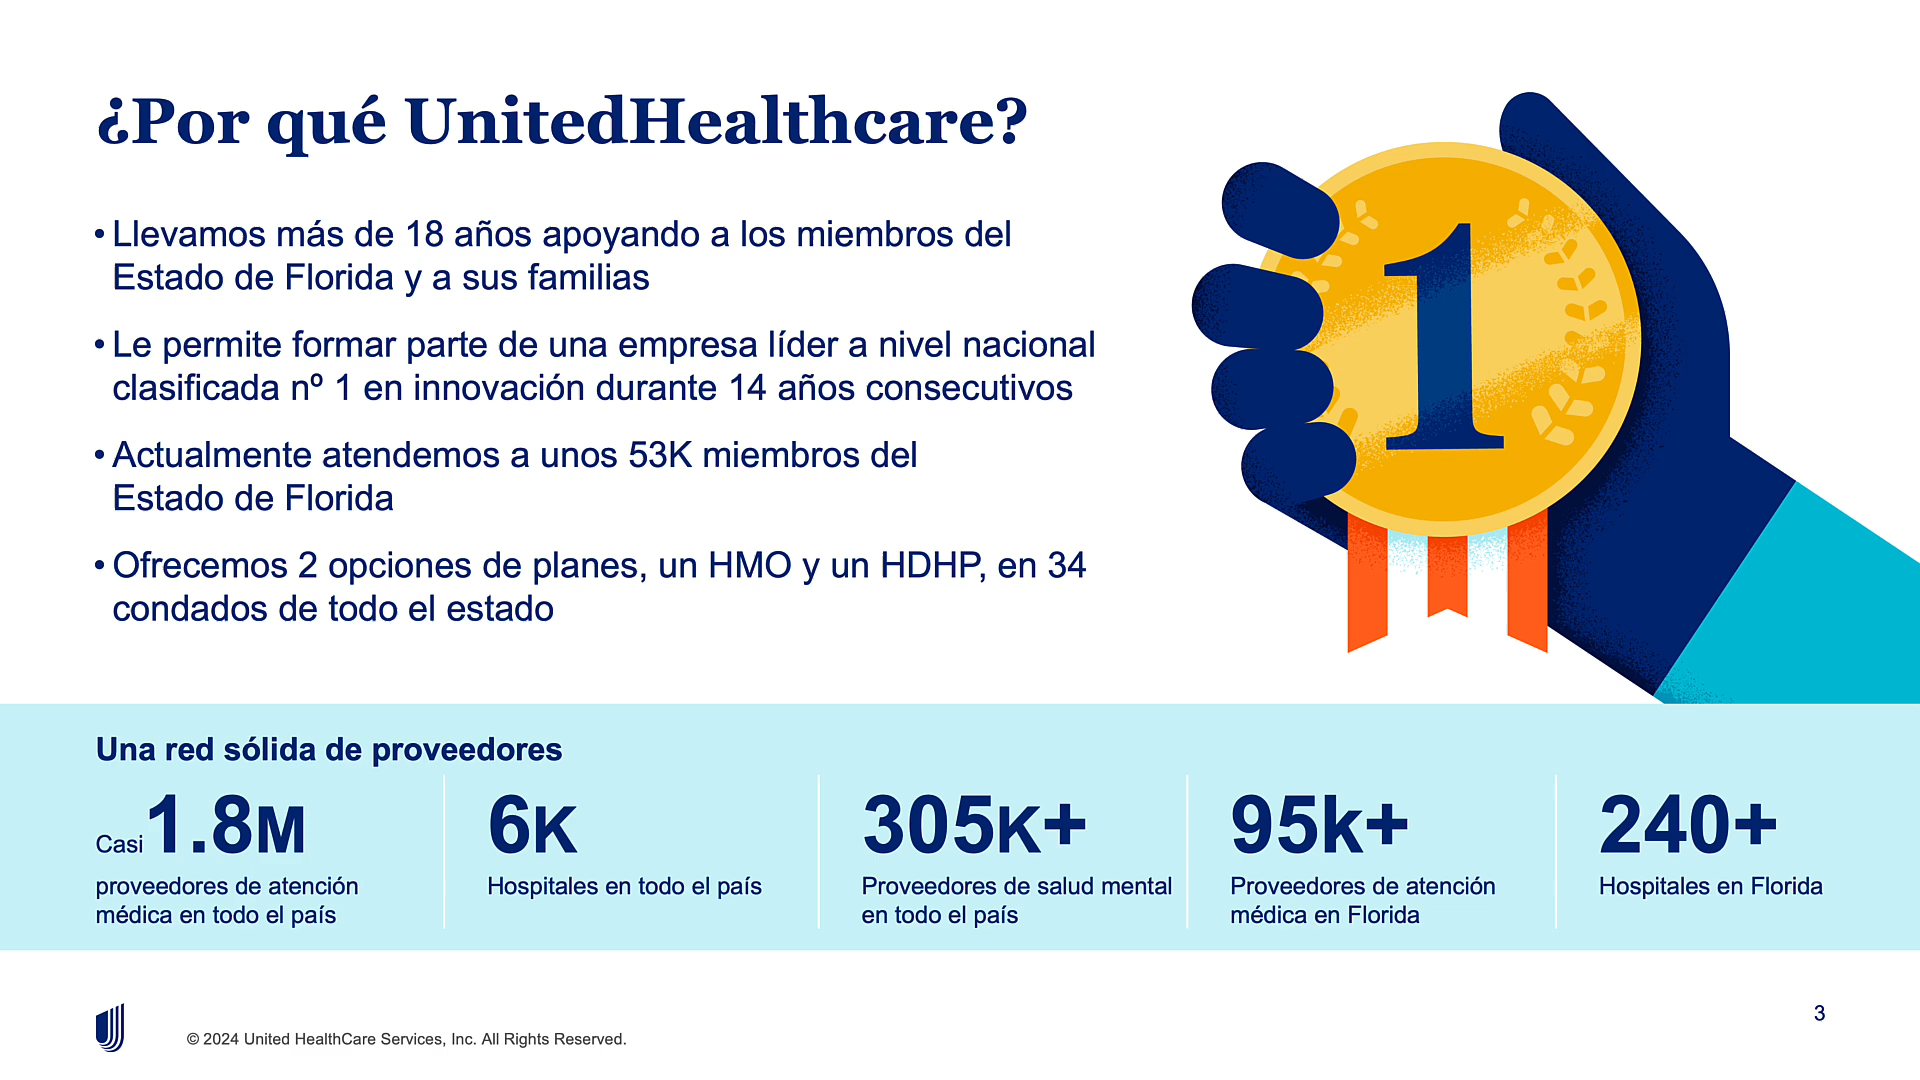 ¿Por qué UnitedHealthcare?
• Llevamos más de 18 años apoyando a los miembros del
Estado de Florida y a sus familias
• Le permite formar parte de una empresa líder a nivel nacional
clasificada nº 1 en innovación durante 14 años consecutivos
• Actualmente atendemos a unos 53K miembros del
Estado de Florida
• Ofrecemos 2 opciones de planes, un HMO y un HDHP, en 34
condados de todo el estado
1
Una red sólida de proveedores
Casi 1.8M
proveedores de atención
médica en todo el país
6K
Hospitales en todo el país
305K+
Proveedores de salud mental
en todo el país
95k+
Proveedores de atención
médica en Florida
240+
Hospitales en Florida
© 2024 United HealthCare Services, Inc. All Rights Reserved.
3